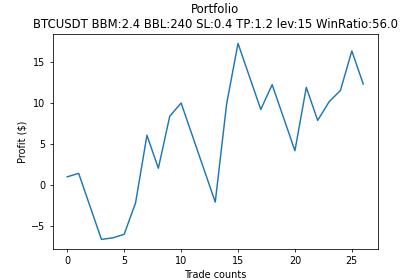 Portfolio
BTCUSDT BBM:2.4 BBL:240 SL:0.4 TP:1.2 lev:15 WinRatio:56.0
15
10
5
0
−5
Profit ($)
0 5 10 15 20 25
Trade counts